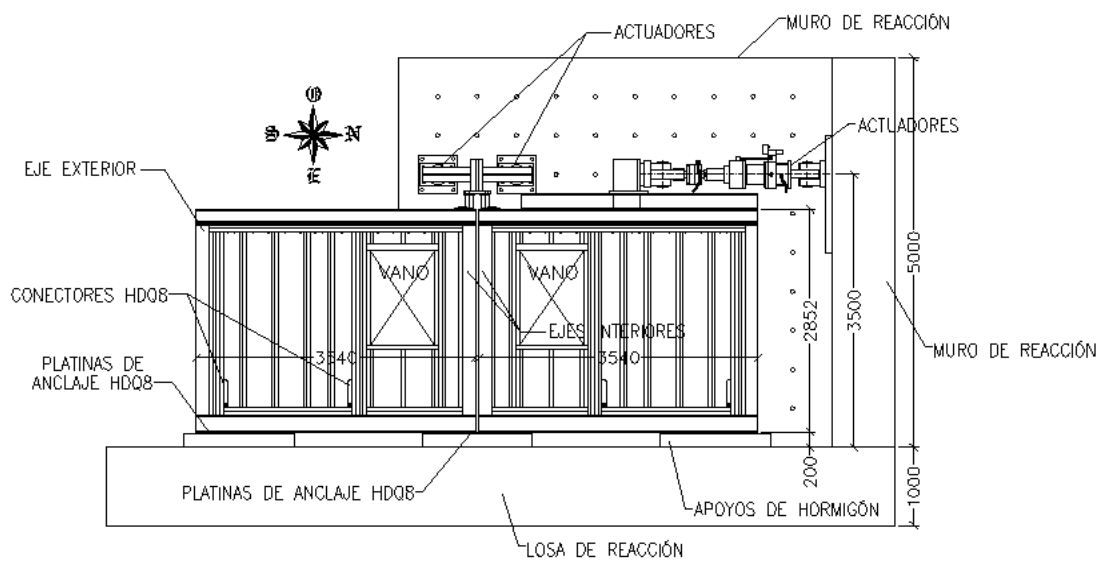 MURO DE REACCIÓN
ACTUADORES
ACTUADORES
O
S N
E
EJE EXTERIOR
VANO
VANO
CONECTORES HDQ8
EJES INTERIORES
3540
3540
2852
3500
5000
PLATINAS DE
ANCLAJE HDQ8
MURO DE REACCIÓN
200
1000
PLATINAS DE ANCLAJE HDQ8
APOYOS DE HORMIGÓN
LOSA DE REACCIÓN